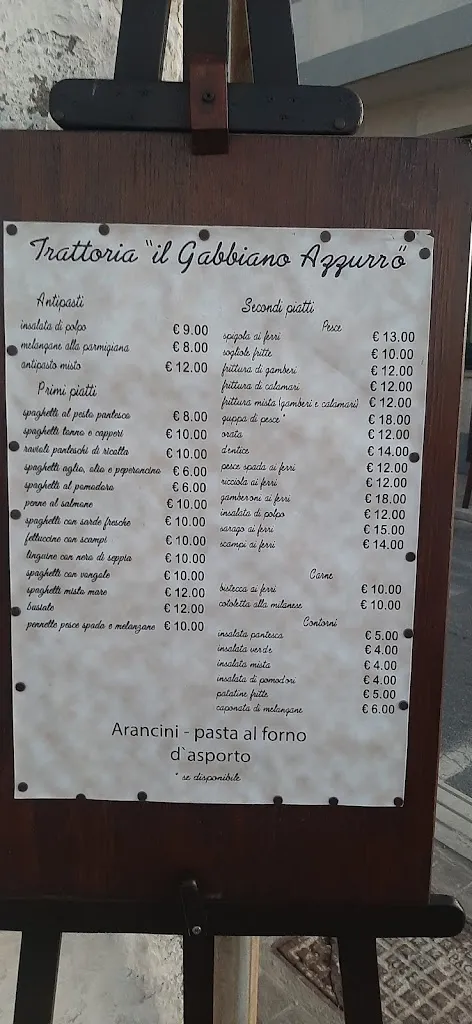 Trattoria "il Gabbiano Azzurro"
Antipasti
insalata di polpo € 9.00
melangane alla parmigiana € 8.00
antipasto misto € 12.00
Primi piatti
spaghetti al pesto pantesco € 8.00
spaghetti tonno e capperi € 10.00
ravioli panteschi di ricotta € 10.00
spaghetti aglio, olio e peperoncino € 6.00
spaghetti al pomodoro € 6.00
penne al salmone € 10.00
spaghetti con sarde fresche € 10.00
fettuccine con scampi € 10.00
linguine con nero di seppia € 10.00
spaghetti con vongole € 10.00
spaghetti misto mare € 12.00
busiate € 12.00
pennette pesce spada e melanzane € 10.00
Secondi piatti
Pesce
spigola ai ferri € 13.00
sogliole fritte € 10.00
frittura di gamberi € 12.00
frittura di calamari € 12.00
frittura mista (gamberi e calamari) € 12.00
zuppa di pesce * € 18.00
orata € 12.00
dentice € 14.00
pesce spada ai ferri € 12.00
ricciola ai ferri € 12.00
gamberoni ai ferri € 18.00
insalata di polpo € 12.00
sarago ai ferri € 15.00
scampi ai ferri € 14.00
Carne
bistecca ai ferri € 10.00
cotoletta alla milanese € 10.00
Contorni
insalata pantesca € 5.00
insalata verde € 4.00
insalata mista € 4.00
insalata di pomodori € 4.00
patatine fritte € 5.00
caponata di melangane € 6.00
Arancini - pasta al forno
d`asporto
* se disponibile